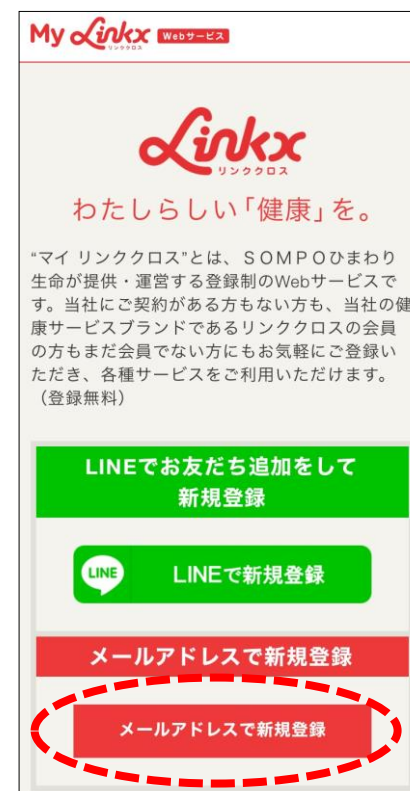 My Linkx Webサービス
リンククロス
Linkx
リンククロス
わたしらしい「健康」を。
“マイ リンククロス”とは、ＳＯＭＰＯひまわり
生命が提供・運営する登録制のWebサービスで
す。当社にご契約がある方もない方も、当社の健
康サービスブランドであるリンククロスの会員
の方もまだ会員でない方にもお気軽にご登録い
ただき、各種サービスをご利用いただけます。
（登録無料）
LINEでお友だち追加をして
新規登録
LINE LINEで新規登録
メールアドレスで新規登録
メールアドレスで新規登録